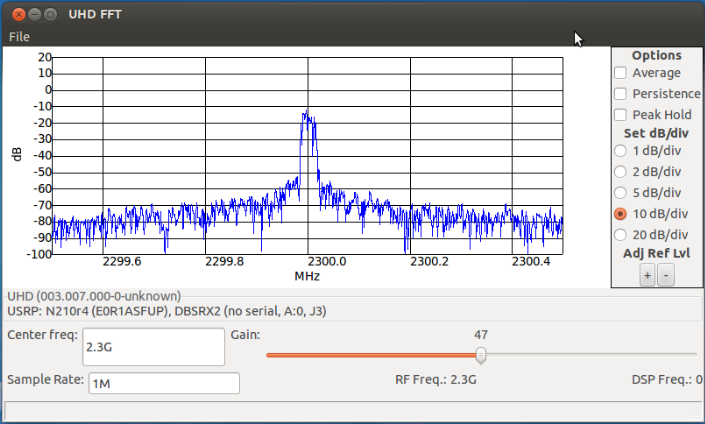 UHD FFT
File
20
10
0
-10
-20
-30
-40
-50
-60
-70
-80
-90
-100
dB
2299.6 2299.8 2300.0 2300.2 2300.4
MHz
Options
Average
Persistence
Peak Hold
Set dB/div
1 dB/div
2 dB/div
5 dB/div
10 dB/div
20 dB/div
Adj Ref Lvl
+ -
UHD (003.007.000-0-unknown)
USRP: N210r4 (E0R1ASFUP), DBSRX2 (no serial, A:0, J3)
Center freq: 2.3G Gain: 47
Sample Rate: 1M RF Freq.: 2.3G DSP Freq.: 0